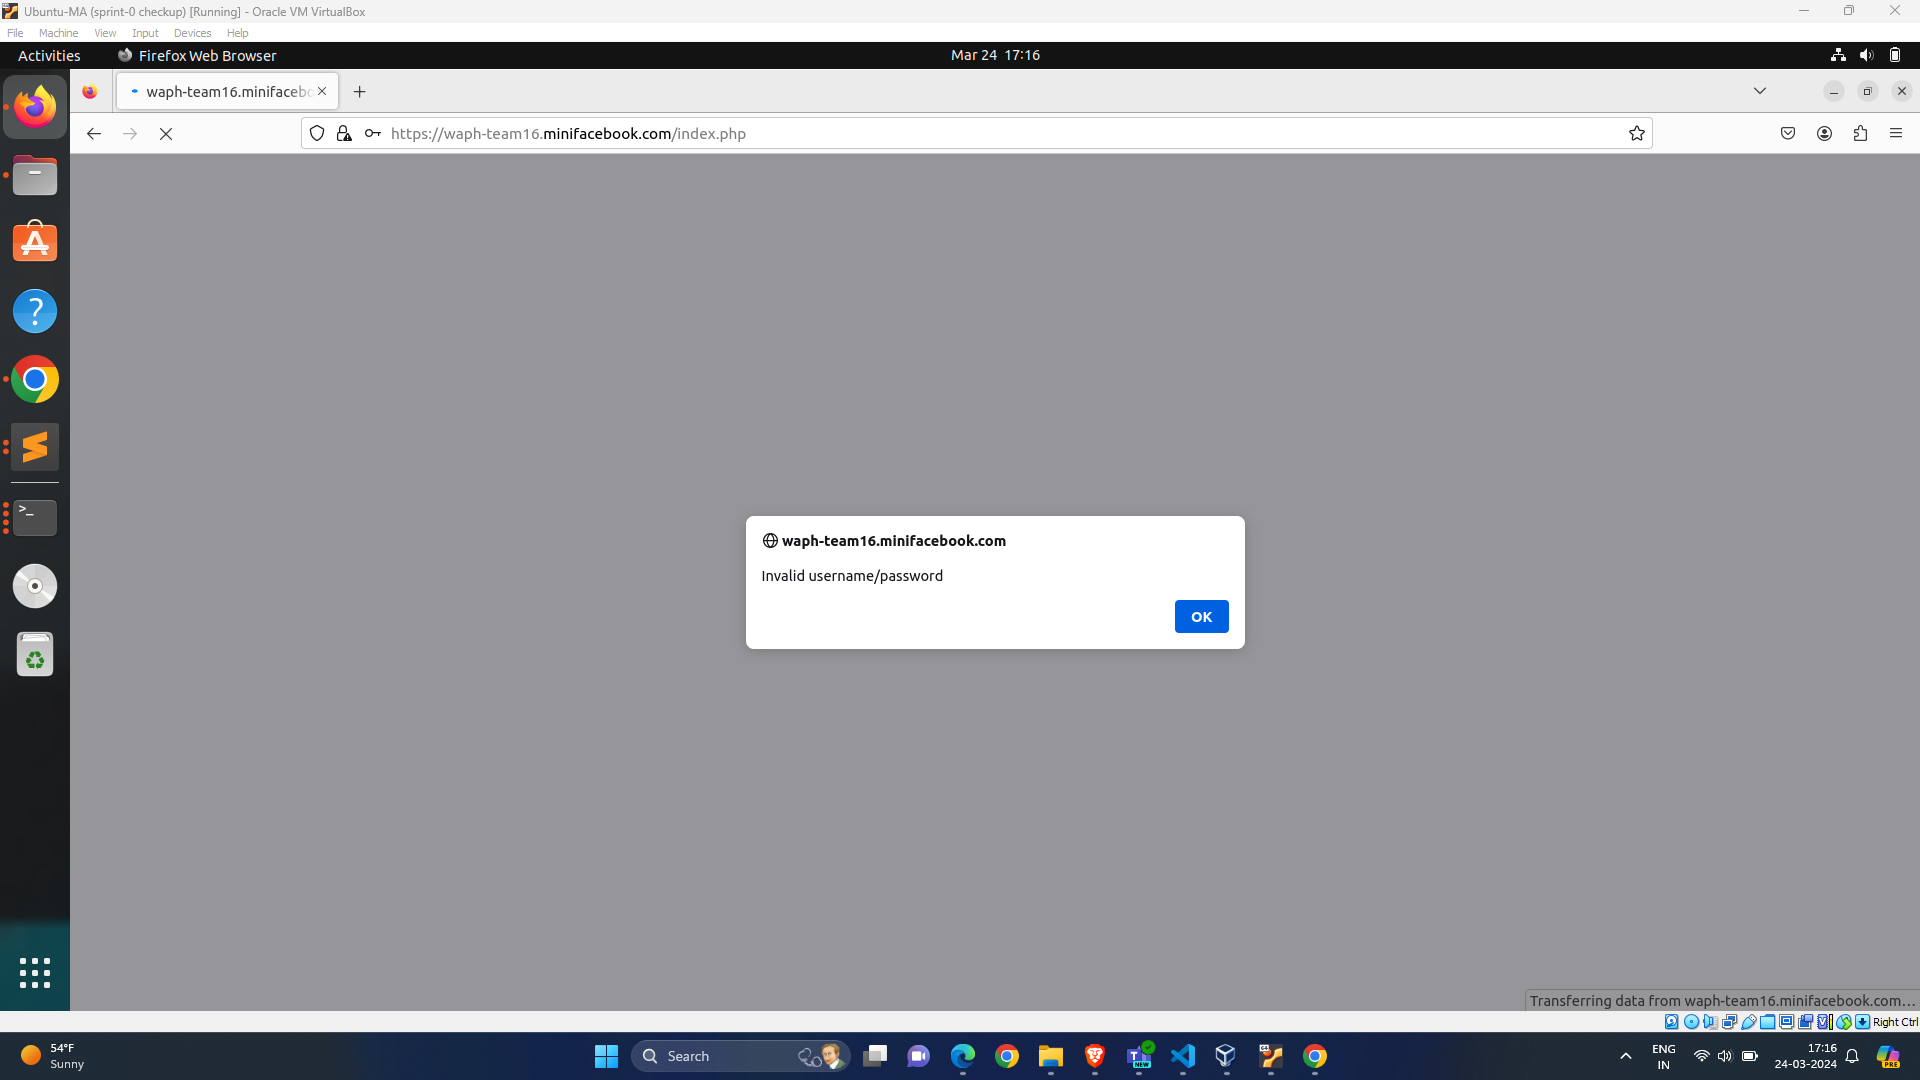 Ubuntu-MA (sprint-0 checkup) [Running] - Oracle VM VirtualBox
File Machine View Input Devices Help
Activities Firefox Web Browser Mar 24 17:16
waph-team16.minifacebo
https://waph-team16.minifacebook.com/index.php
waph-team16.minifacebook.com
Invalid username/password
OK
Transferring data from waph-team16.minifacebook.com…
Right Ctrl
54°F
Sunny
Search
NEW
ENG
IN
17:16
24-03-2024
PRE